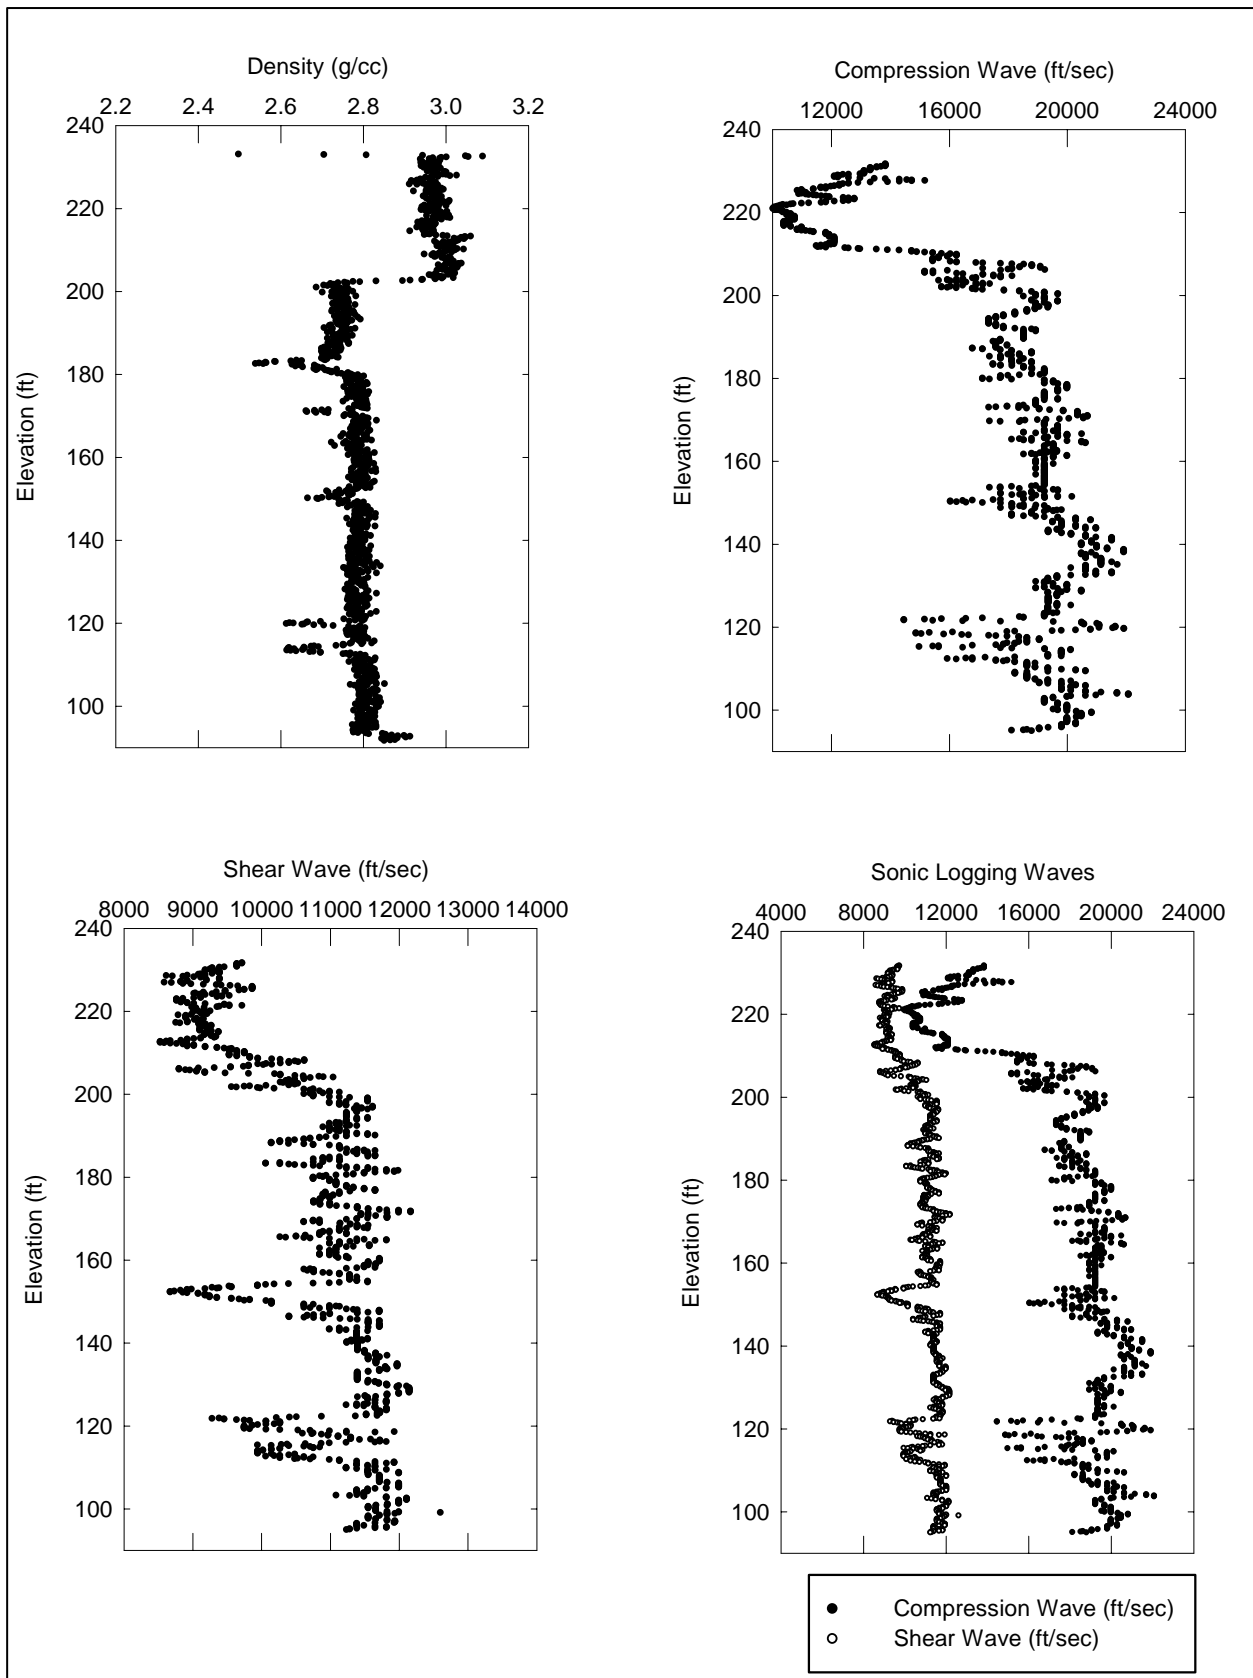 Density (g/cc)
2.2 2.4 2.6 2.8 3.0 3.2
240
220
200
180
160
140
120
100
Elevation (ft)
Compression Wave (ft/sec)
12000 16000 20000 24000
240
220
200
180
160
140
120
100
Elevation (ft)
Shear Wave (ft/sec)
8000 9000 10000 11000 12000 13000 14000
240
220
200
180
160
140
120
100
Elevation (ft)
Sonic Logging Waves
4000 8000 12000 16000 20000 24000
240
220
200
180
160
140
120
100
Elevation (ft)
Compression Wave (ft/sec)
Shear Wave (ft/sec)